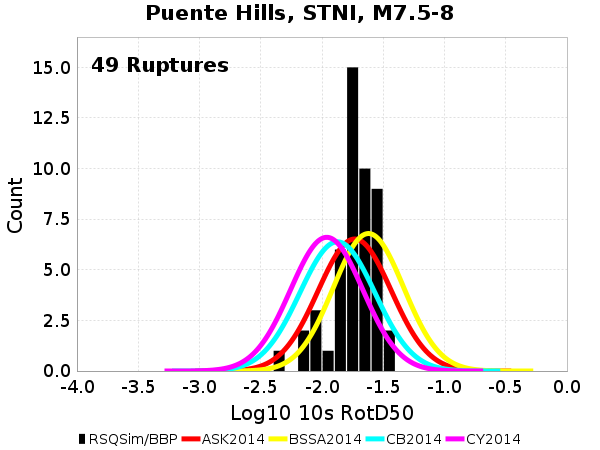 Puente Hills, STNI, M7.5-8
49 Ruptures
Count
15.0
12.5
10.0
7.5
5.0
2.5
0.0
-4.0 -3.5 -3.0 -2.5 -2.0 -1.5 -1.0 -0.5 0.0
Log10 10s RotD50
RSQSim/BBP ASK2014 BSSA2014 CB2014 CY2014